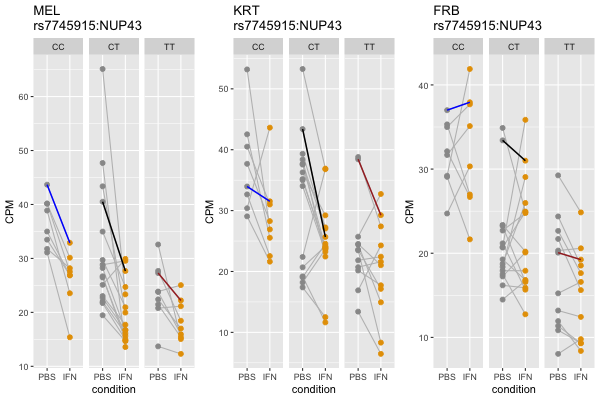 MEL
rs7745915:NUP43
CC CT TT
CPM
60
50
40
30
20
10
PBS IFN PBS IFN PBS IFN
condition
KRT
rs7745915:NUP43
CC CT TT
CPM
50
40
30
20
10
PBS IFN PBS IFN PBS IFN
condition
FRB
rs7745915:NUP43
CC CT TT
CPM
40
30
20
10
PBS IFN PBS IFN PBS IFN
condition